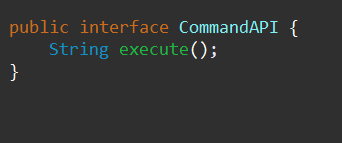 public interface CommandAPI {
    String execute();
}